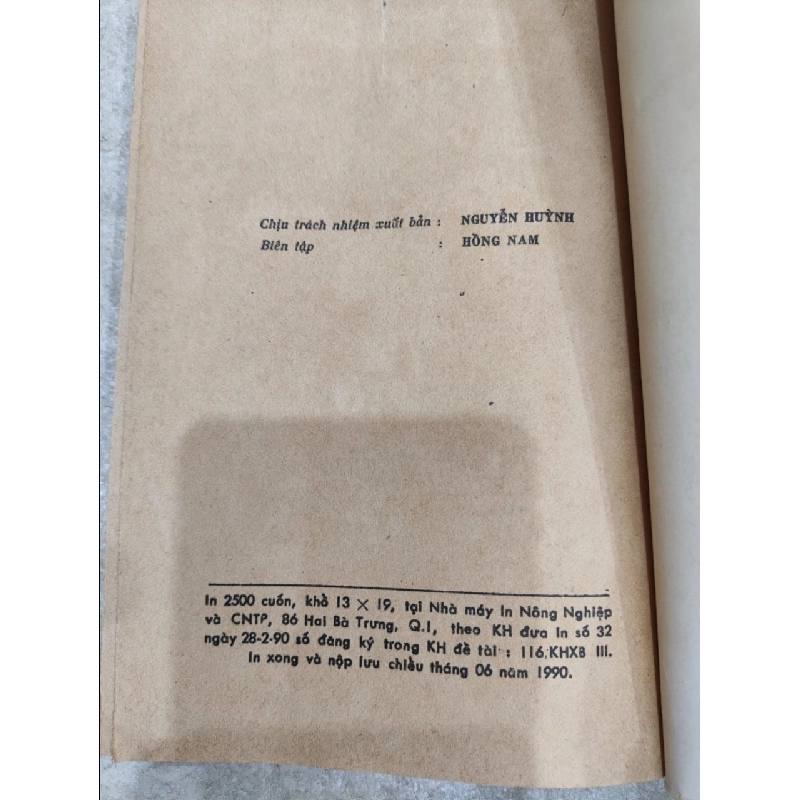 Chịu trách nhiệm xuất bản : NGUYỄN HUỲNH
Biên tập : HỒNG NAM
In 2500 cuốn, khổ 13 × 19, tại Nhà máy In Nông Nghiệp
và CNTP, 86 Hai Bà Trưng, Q.I, theo KH đưa In số 32
ngày 28-2-90 số đăng ký trong KH đề tài : 116.KHXB III.
In xong và nộp lưu chiểu tháng 06 năm 1990.